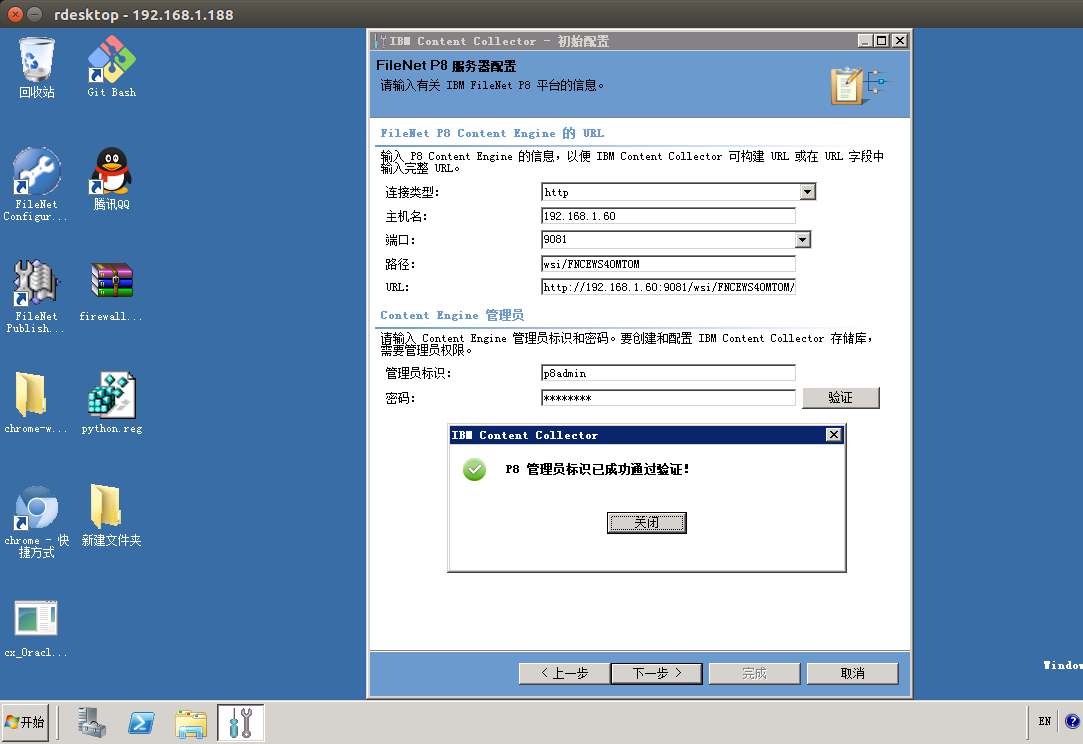 rdesktop - 192.168.1.188
回收站
Git Bash
FileNet
Configur...
腾讯QQ
FileNet
Publish...
firewall...
chrome-w...
python.reg
chrome - 快
捷方式
新建文件夹
cx_Oracl...
IBM Content Collector - 初始配置
FileNet P8 服务器配置
请输入有关 IBM FileNet P8 平台的信息。
FileNet P8 Content Engine 的 URL
输入 P8 Content Engine 的信息，以便 IBM Content Collector 可构建 URL 或在 URL 字段中
输入完整 URL。
连接类型:
http
主机名:
192.168.1.60
端口:
9081
路径:
wsi/FNCEWS40MTOM
URL:
http://192.168.1.60:9081/wsi/FNCEWS40MTOM/
Content Engine 管理员
请输入 Content Engine 管理员标识和密码。要创建和配置 IBM Content Collector 存储库，
需要管理员权限。
管理员标识:
p8admin
密码:
********
验证
IBM Content Collector
P8 管理员标识已成功通过验证!
关闭
< 上一步
下一步 >
完成
取消
Window
开始
EN
?